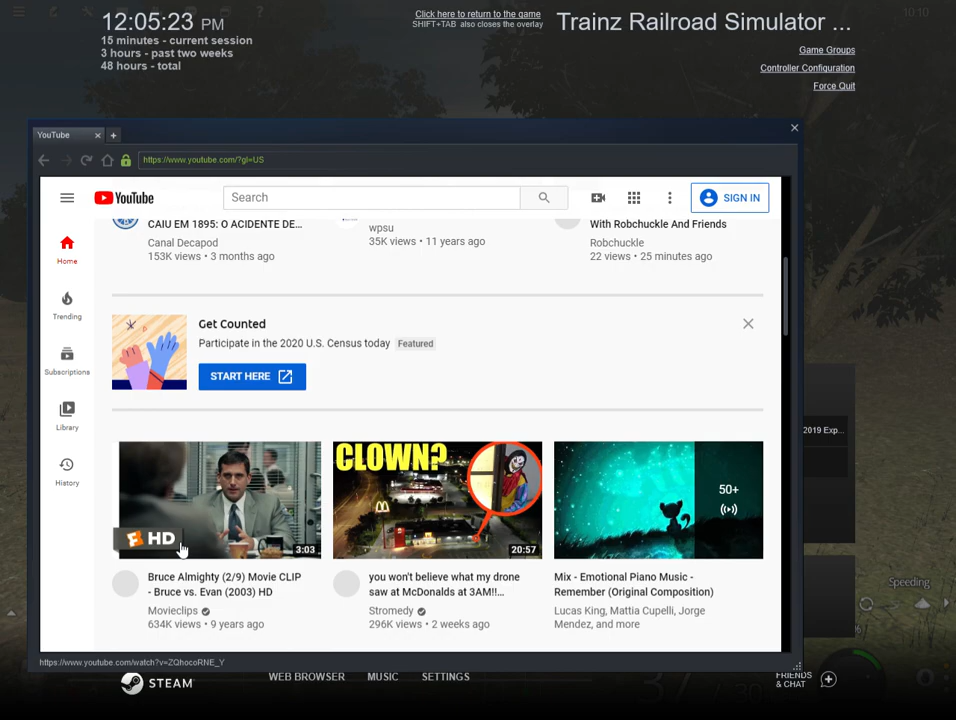 12:05:23 PM
15 minutes - current session
3 hours - past two weeks
48 hours - total
Click here to return to the game
SHIFT+TAB also closes the overlay
Trainz Railroad Simulator ...
Game Groups
Controller Configuration
Force Quit
10:10
YouTube
https://www.youtube.com/?gl=US
YouTube
Search
SIGN IN
Home
Trending
Subscriptions
Library
History
CAIU EM 1895: O ACIDENTE DE...
Canal Decapod
153K views • 3 months ago
wpsu
35K views • 11 years ago
With Robchuckle And Friends
Robchuckle
22 views • 25 minutes ago
Get Counted
Participate in the 2020 U.S. Census today Featured
START HERE
HD
3:03
Bruce Almighty (2/9) Movie CLIP
- Bruce vs. Evan (2003) HD
Movieclips
634K views • 9 years ago
CLOWN?
20:57
you won't believe what my drone
saw at McDonalds at 3AM!!...
Stromedy
296K views • 2 weeks ago
50+
Mix - Emotional Piano Music -
Remember (Original Composition)
Lucas King, Mattia Cupelli, Jorge
Mendez, and more
2019 Exp...
Speeding
https://www.youtube.com/watch?v=ZQhocoRNE_Y
STEAM
WEB BROWSER
MUSIC
SETTINGS
FRIENDS
& CHAT